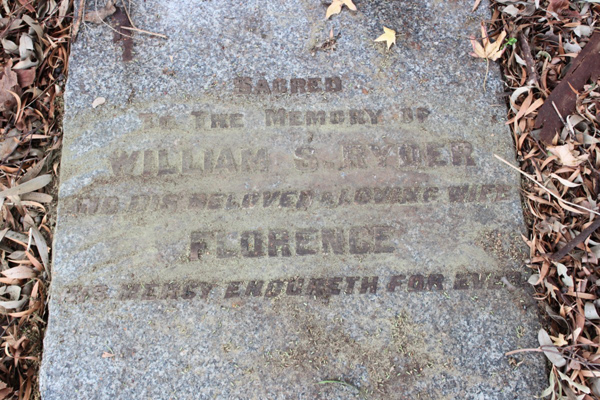 SACRED
TO THE MEMORY OF
WILLIAM S. RYDER
AND HIS BELOVED & LOVING WIFE
FLORENCE
HIS MERCY ENDURETH FOR EVER